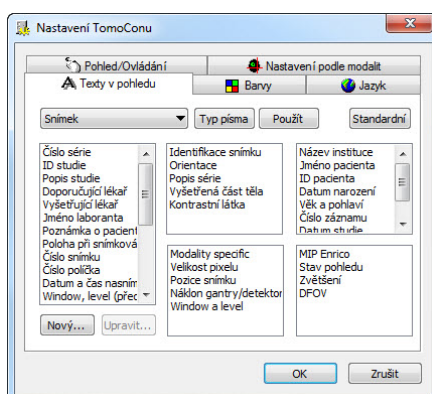 Nastavení TomoConu
Pohled/Ovládání
Nastavení podle modalit
Texty v pohledu
Barvy
Jazyk
Snímek
Typ písma
Použít
Standardní
Číslo série
ID studie
Popis studie
Doporučující lékař
Vyšetřující lékař
Jméno laboranta
Poznámka o pacient
Poloha při snímková
Číslo snímku
Číslo políčka
Datum a čas nasním
Window, level (přec
Identifikace snímku
Orientace
Popis série
Vyšetřená část těla
Kontrastní látka
Název instituce
Jméno pacienta
ID pacienta
Datum narození
Věk a pohlaví
Číslo záznamu
Datum studie
Modality specific
Velikost pixelu
Pozice snímku
Náklon gantry/detektor
Window a level
MIP Enrico
Stav pohledu
Zvětšení
DFOV
Nový...
Upravit...
OK
Zrušit